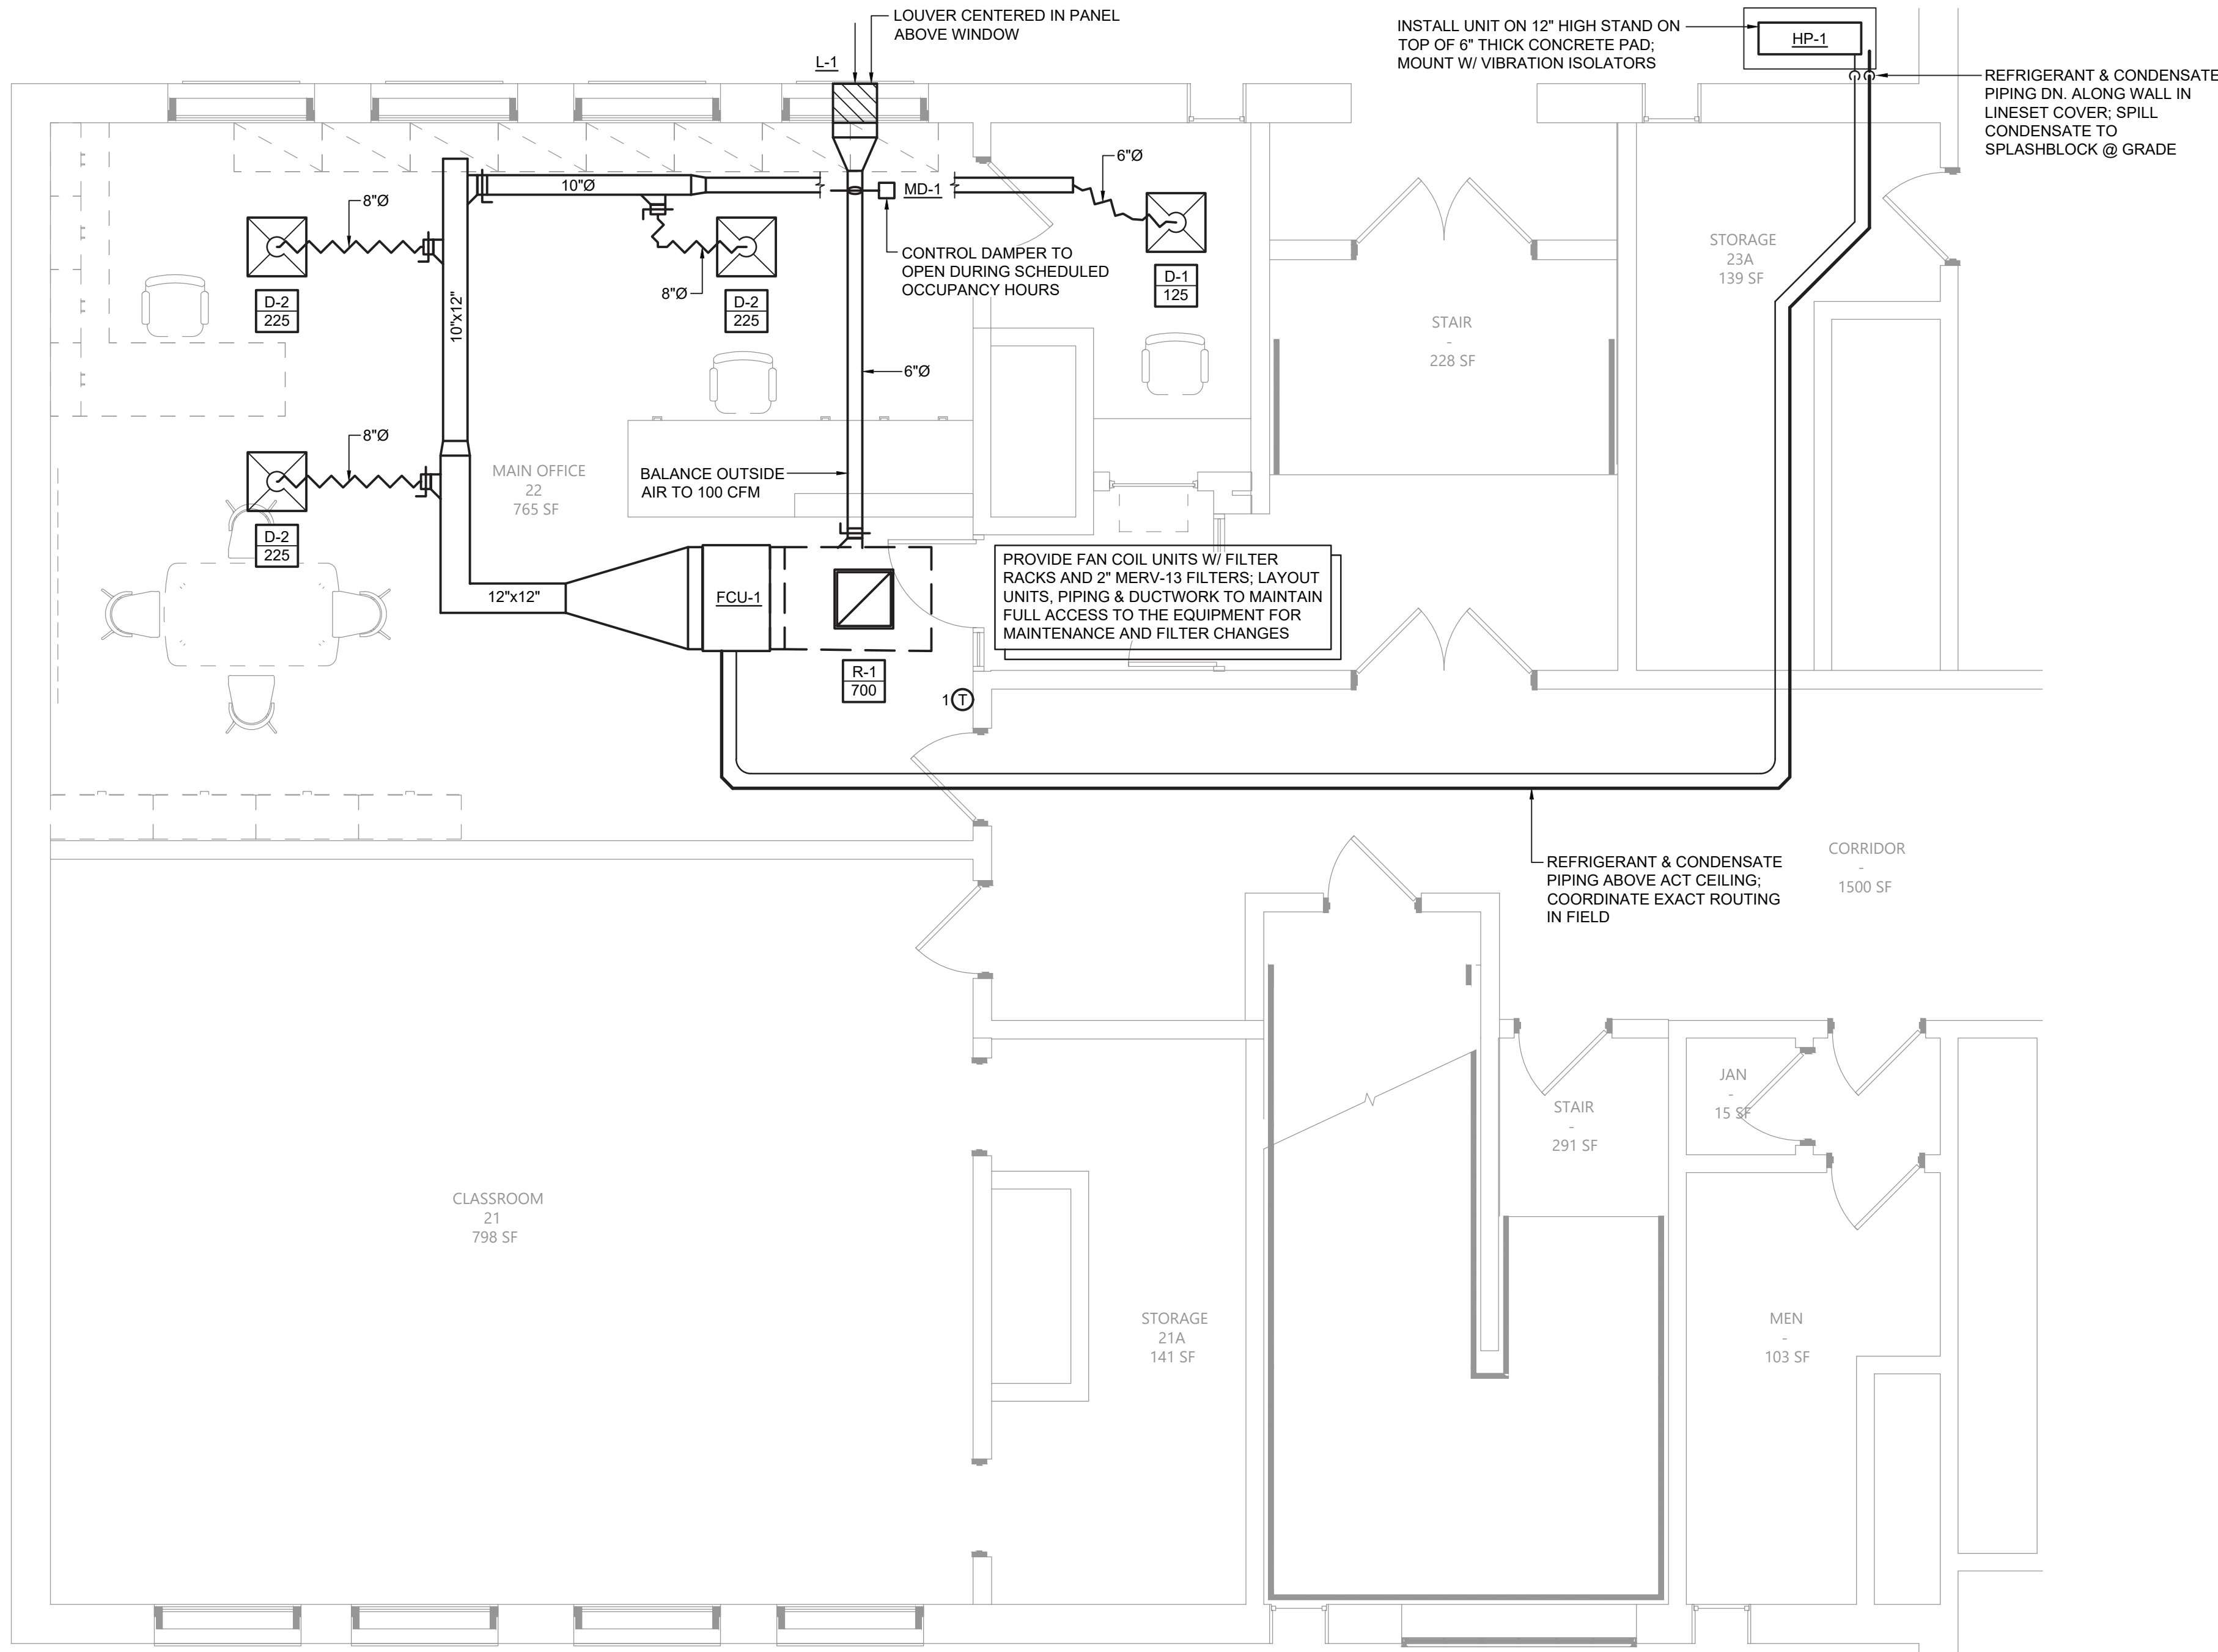 LOUVER CENTERED IN PANEL
ABOVE WINDOW
L-1
INSTALL UNIT ON 12" HIGH STAND ON
TOP OF 6" THICK CONCRETE PAD;
MOUNT W/ VIBRATION ISOLATORS
HP-1
REFRIGERANT & CONDENSATE
PIPING DN. ALONG WALL IN
LINESET COVER; SPILL
CONDENSATE TO
SPLASHBLOCK @ GRADE
6"Ø
10"Ø
MD-1
8"Ø
CONTROL DAMPER TO
OPEN DURING SCHEDULED
OCCUPANCY HOURS
STORAGE
23A
139 SF
D-2
225
8"Ø
D-2
225
D-1
125
10"x12"
STAIR
-
228 SF
6"Ø
8"Ø
MAIN OFFICE
22
765 SF
BALANCE OUTSIDE
AIR TO 100 CFM
D-2
225
12"x12"
FCU-1
PROVIDE FAN COIL UNITS W/ FILTER
RACKS AND 2" MERV-13 FILTERS; LAYOUT
UNITS, PIPING & DUCTWORK TO MAINTAIN
FULL ACCESS TO THE EQUIPMENT FOR
MAINTENANCE AND FILTER CHANGES
R-1
700
1 T
REFRIGERANT & CONDENSATE
PIPING ABOVE ACT CEILING;
COORDINATE EXACT ROUTING
IN FIELD
CORRIDOR
-
1500 SF
JAN
-
15 SF
STAIR
-
291 SF
CLASSROOM
21
798 SF
STORAGE
21A
141 SF
MEN
-
103 SF